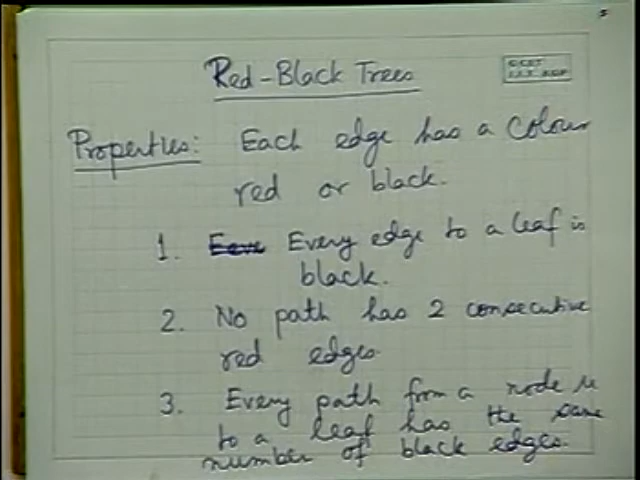 Red-Black Trees
Properties: Each edge has a colour
red or black.
1. Every edge to a leaf is
black.
2. No path has 2 consecutive
red edges.
3. Every path from a node u
to a leaf has the same
number of black edges.